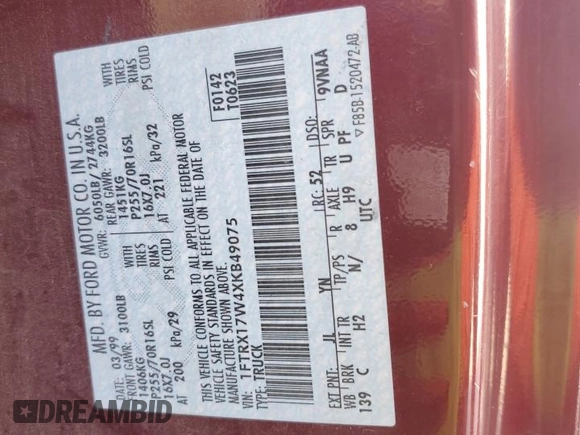 MFD. BY FORD MOTOR CO. IN U.S.A.
DATE: 03/99 GVWR: 6050LB/ 2744KG
FRONT GAWR: 3100LB REAR GAWR: 3200LB
1406KG WITH 1451KG WITH
P255/70R16SL TIRES P255/70R16SL TIRES
16X7.0J RIMS 16X7.0J RIMS
AT 200 kPa/29 PSI COLD AT 221 kPa/32 PSI COLD
THIS VEHICLE CONFORMS TO ALL APPLICABLE FEDERAL MOTOR
VEHICLE SAFETY STANDARDS IN EFFECT ON THE DATE OF
MANUFACTURE SHOWN ABOVE.
VIN: 1FTRX17W4XKB49075 F0142
TYPE: TRUCK T0623
EXT PNT: JL YN RC: 52 DSO: 9VNAA
WB BRK INT TR TP/PS R AXLE TR SPR
139 C H2 N/ 8 H9 U PF D
UTC ▽ F85B-1520472-AB
DREAMBID